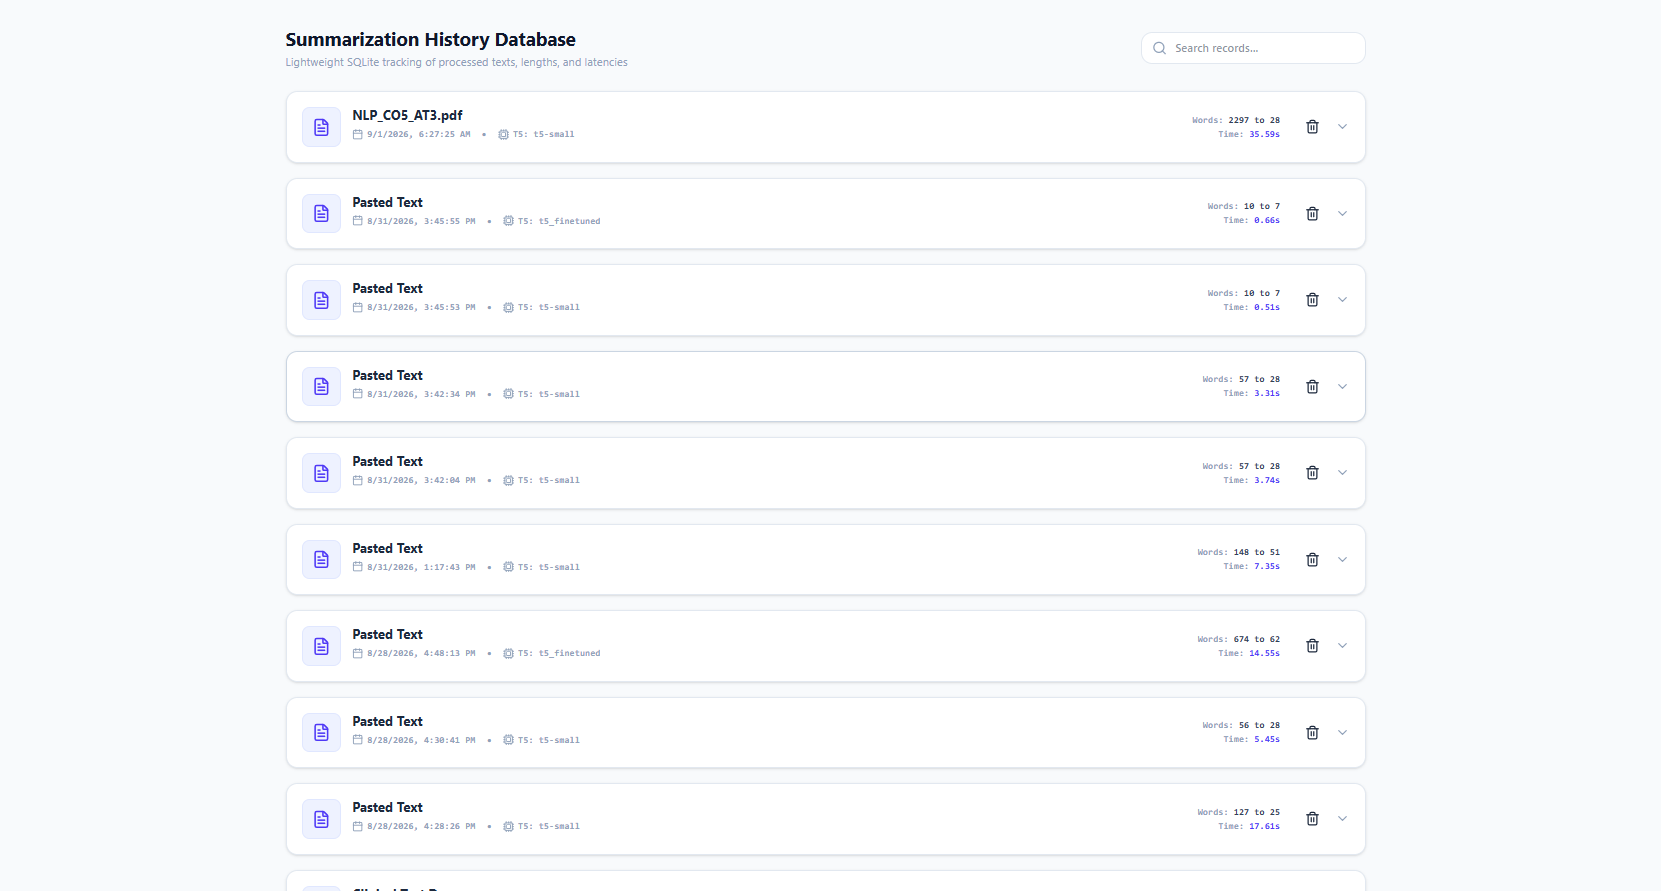 Summarization History Database
Lightweight SQLite tracking of processed texts, lengths, and latencies
Search records...
NLP_CO5_AT3.pdf
9/1/2026, 6:27:25 AM • T5: t5-small
Words: 2297 to 28
Time: 35.59s
Pasted Text
8/31/2026, 3:45:55 PM • T5: t5_finetuned
Words: 10 to 7
Time: 0.66s
Pasted Text
8/31/2026, 3:45:53 PM • T5: t5-small
Words: 10 to 7
Time: 0.51s
Pasted Text
8/31/2026, 3:42:34 PM • T5: t5-small
Words: 57 to 28
Time: 3.31s
Pasted Text
8/31/2026, 3:42:04 PM • T5: t5-small
Words: 57 to 28
Time: 3.74s
Pasted Text
8/31/2026, 1:17:43 PM • T5: t5-small
Words: 148 to 51
Time: 7.35s
Pasted Text
8/28/2026, 4:48:13 PM • T5: t5_finetuned
Words: 674 to 62
Time: 14.55s
Pasted Text
8/28/2026, 4:30:41 PM • T5: t5-small
Words: 56 to 28
Time: 5.45s
Pasted Text
8/28/2026, 4:28:26 PM • T5: t5-small
Words: 127 to 25
Time: 17.61s